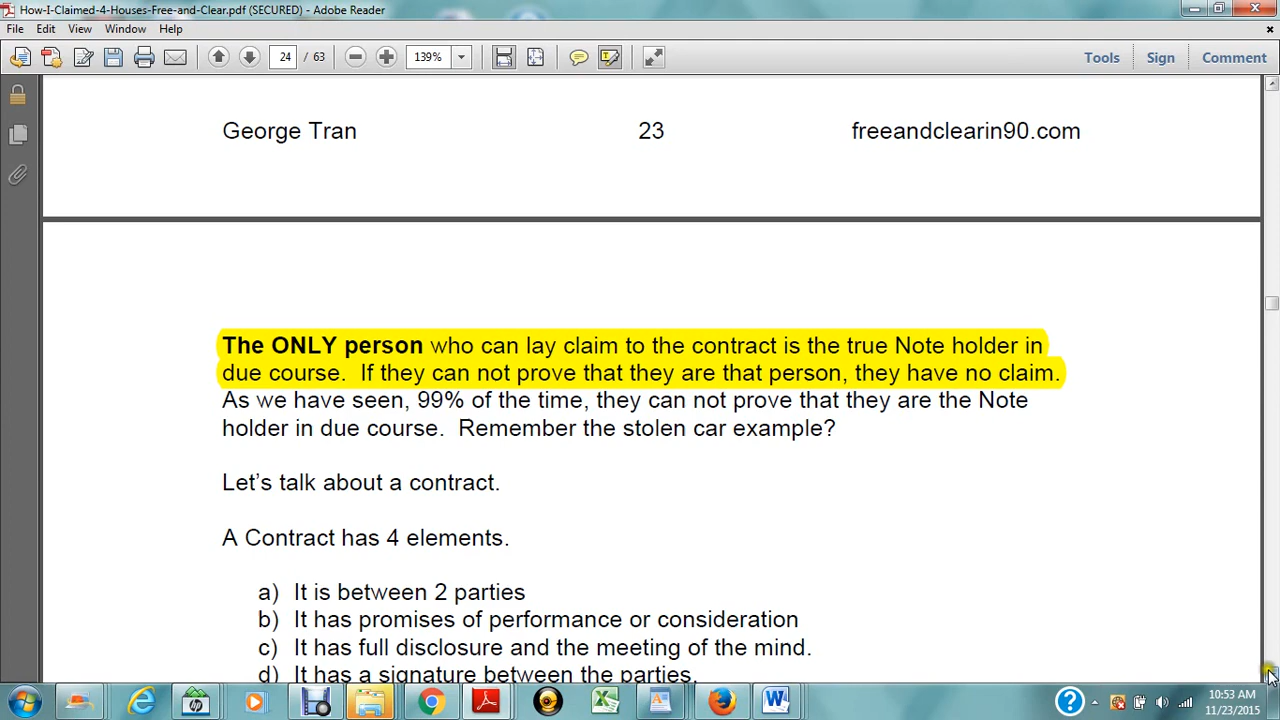 How-I-Claimed-4-Houses-Free-and-Clear.pdf (SECURED) - Adobe Reader
File Edit View Window Help
24 / 63 139% Tools Sign Comment
George Tran 23 freeandclearin90.com
The ONLY person who can lay claim to the contract is the true Note holder in
due course.  If they can not prove that they are that person, they have no claim.
As we have seen, 99% of the time, they can not prove that they are the Note
holder in due course.  Remember the stolen car example?
Let's talk about a contract.
A Contract has 4 elements.
a) It is between 2 parties
b) It has promises of performance or consideration
c) It has full disclosure and the meeting of the mind.
d) It has a signature between the parties.
10:53 AM
11/23/2015